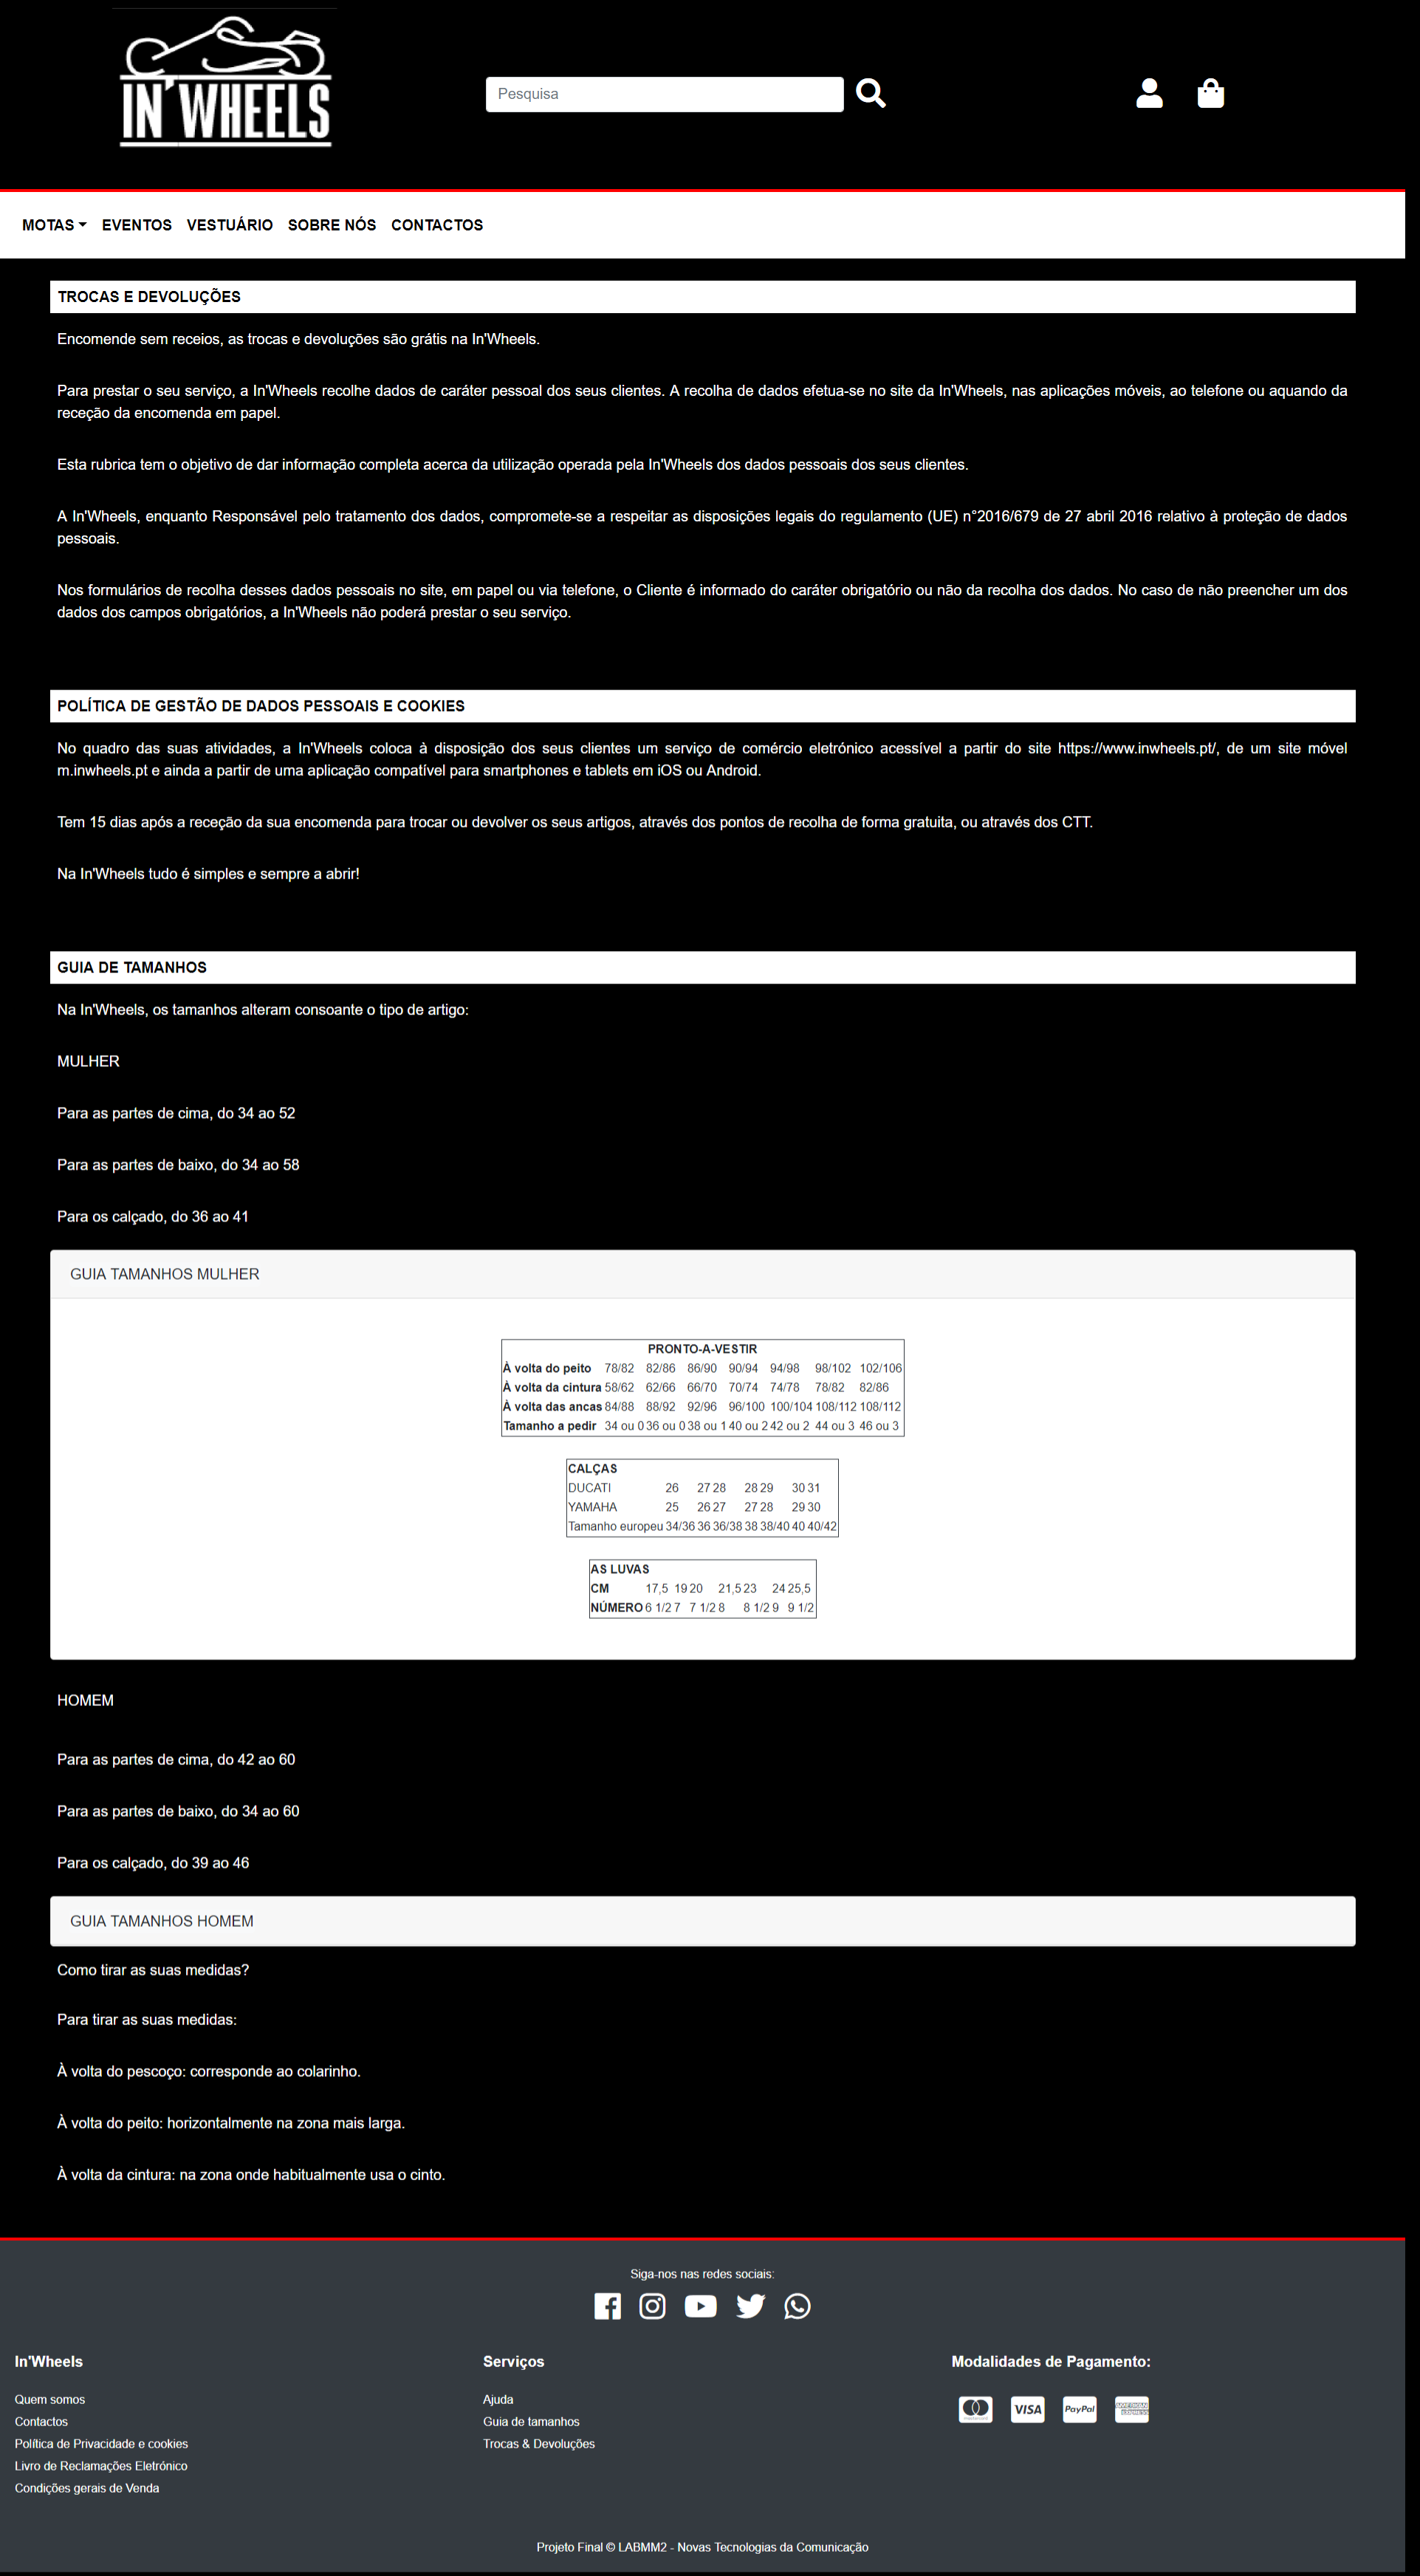 IN'WHEELS
Pesquisa
MOTAS EVENTOS VESTUÁRIO SOBRE NÓS CONTACTOS
TROCAS E DEVOLUÇÕES
Encomende sem receios, as trocas e devoluções são grátis na In'Wheels.
Para prestar o seu serviço, a In'Wheels recolhe dados de caráter pessoal dos seus clientes. A recolha de dados efetua-se no site da In'Wheels, nas aplicações móveis, ao telefone ou aquando da
receção da encomenda em papel.
Esta rubrica tem o objetivo de dar informação completa acerca da utilização operada pela In'Wheels dos dados pessoais dos seus clientes.
A In'Wheels, enquanto Responsável pelo tratamento dos dados, compromete-se a respeitar as disposições legais do regulamento (UE) n°2016/679 de 27 abril 2016 relativo à proteção de dados
pessoais.
Nos formulários de recolha desses dados pessoais no site, em papel ou via telefone, o Cliente é informado do caráter obrigatório ou não da recolha dos dados. No caso de não preencher um dos
dados dos campos obrigatórios, a In'Wheels não poderá prestar o seu serviço.
POLÍTICA DE GESTÃO DE DADOS PESSOAIS E COOKIES
No quadro das suas atividades, a In'Wheels coloca à disposição dos seus clientes um serviço de comércio eletrónico acessível a partir do site https://www.inwheels.pt/, de um site móvel
m.inwheels.pt e ainda a partir de uma aplicação compatível para smartphones e tablets em iOS ou Android.
Tem 15 dias após a receção da sua encomenda para trocar ou devolver os seus artigos, através dos pontos de recolha de forma gratuita, ou através dos CTT.
Na In'Wheels tudo é simples e sempre a abrir!
GUIA DE TAMANHOS
Na In'Wheels, os tamanhos alteram consoante o tipo de artigo:
MULHER
Para as partes de cima, do 34 ao 52
Para as partes de baixo, do 34 ao 58
Para os calçado, do 36 ao 41
GUIA TAMANHOS MULHER
PRONTO-A-VESTIR
À volta do peito 78/82 82/86 86/90 90/94 94/98 98/102 102/106
À volta da cintura 58/62 62/66 66/70 70/74 74/78 78/82 82/86
À volta das ancas 84/88 88/92 92/96 96/100 100/104 108/112 108/112
Tamanho a pedir 34 ou 0 36 ou 0 38 ou 1 40 ou 2 42 ou 2 44 ou 3 46 ou 3
CALÇAS
DUCATI 26 27 28 28 29 30 31
YAMAHA 25 26 27 27 28 29 30
Tamanho europeu 34/36 36 36/38 38 38/40 40 40/42
AS LUVAS
CM 17,5 19 20 21,5 23 24 25,5
NÚMERO 6 1/2 7 7 1/2 8 8 1/2 9 9 1/2
HOMEM
Para as partes de cima, do 42 ao 60
Para as partes de baixo, do 34 ao 60
Para os calçado, do 39 ao 46
GUIA TAMANHOS HOMEM
Como tirar as suas medidas?
Para tirar as suas medidas:
À volta do pescoço: corresponde ao colarinho.
À volta do peito: horizontalmente na zona mais larga.
À volta da cintura: na zona onde habitualmente usa o cinto.
Siga-nos nas redes sociais:
In'Wheels
Quem somos
Contactos
Política de Privacidade e cookies
Livro de Reclamações Eletrónico
Condições gerais de Venda
Serviços
Ajuda
Guia de tamanhos
Trocas & Devoluções
Modalidades de Pagamento:
VISA PayPal AMERICAN EXPRESS
Projeto Final © LABMM2 - Novas Tecnologias da Comunicação